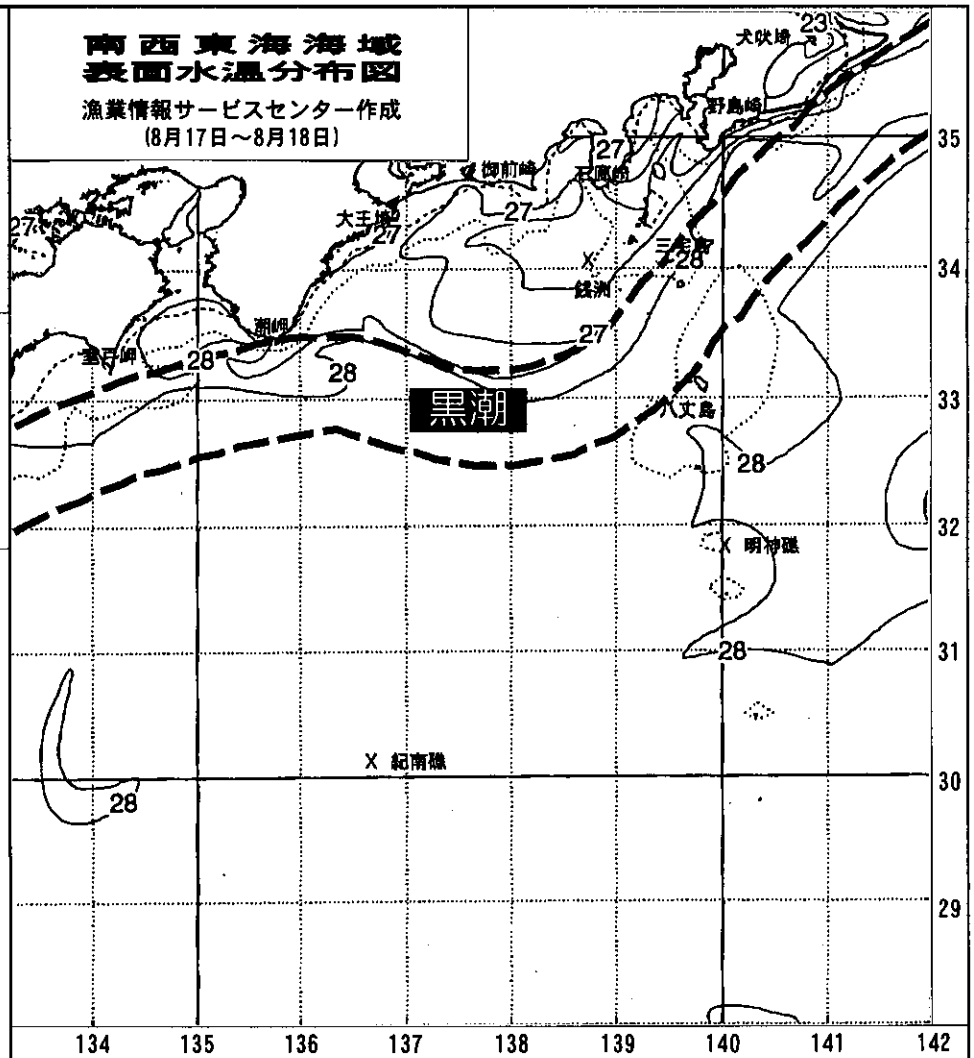 南西東海海域
表面水温分布図
漁業情報サービスセンター作成
(8月17日～8月18日)
犬吠埼
23
野島崎
35
27
御前崎
石廊崎
27
大王埼
27
27
三宅島
28
34
銭洲
27
潮岬
室戸岬
28
28
黒潮
八丈島
33
28
32
明神礁
28
31
紀南礁
30
28
29
134
135
136
137
138
139
140
141
142